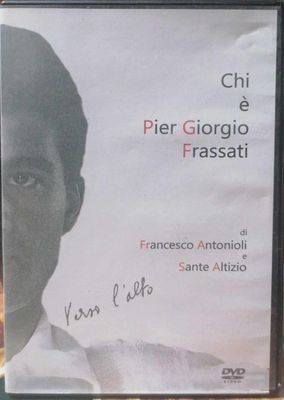 Chi
è
Pier Giorgio
Frassati
di
Francesco Antonioli
e
Sante Altizio
Verso l'alto
DVD
VIDEO